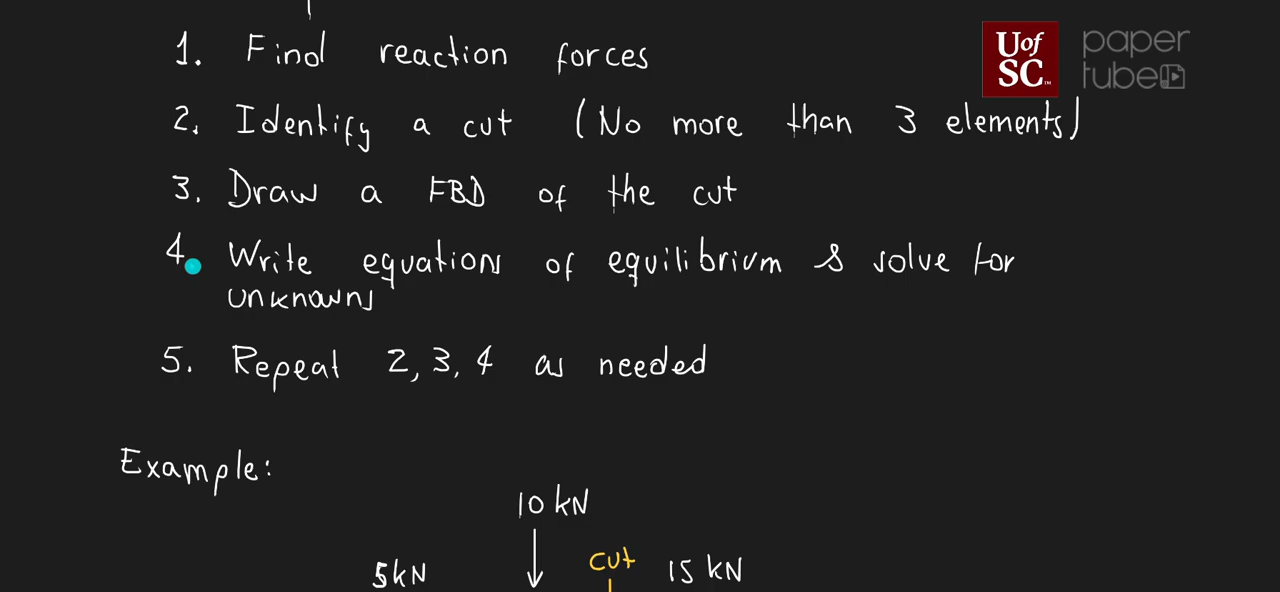 1. Find reaction forces
UofSC™
paper tube
2. Identify a cut (No more than 3 elements)
3. Draw a FBD of the cut
4. Write equations of equilibrium & solve for
unknowns
5. Repeat 2, 3, 4 as needed
Example:
10 kN
5kN
cut
15 kN